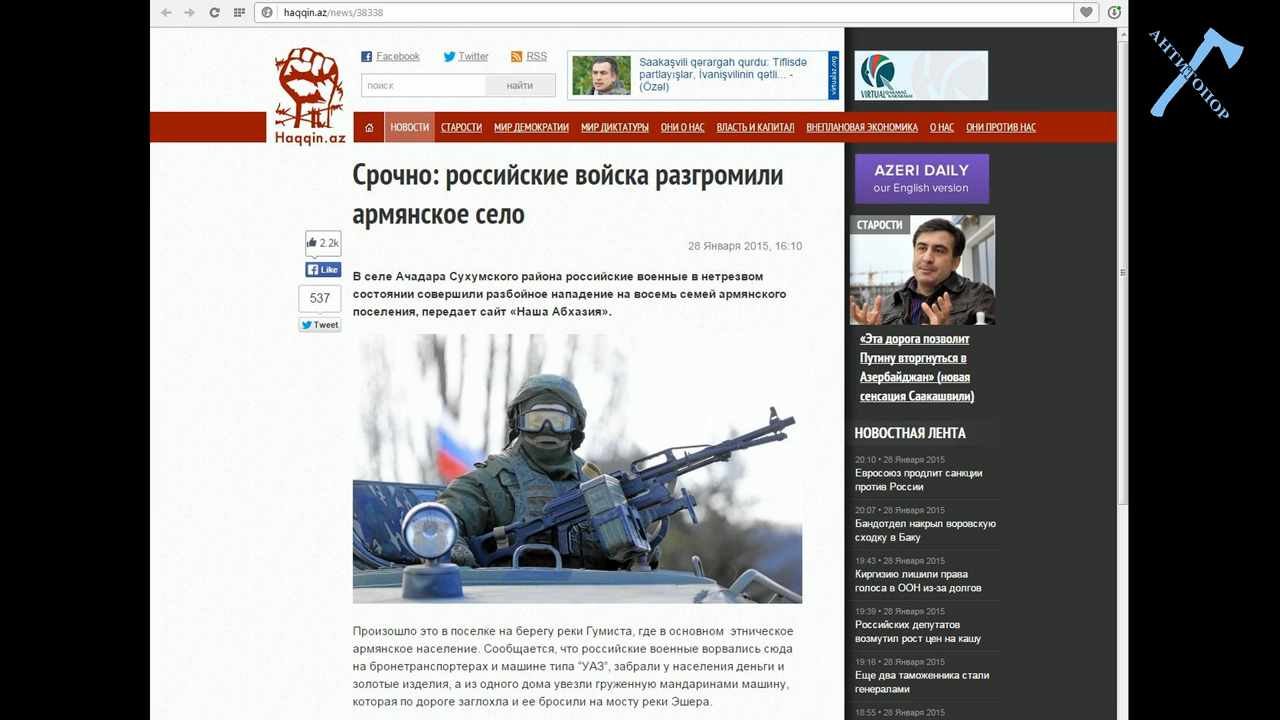 haqqin.az/news/38338
АНТИТОПОР
Facebook
Twitter
RSS
поиск
найти
Saakaşvili qərargah qurdu: Tiflisdə
partlayışlar, İvanişvilinin qətli... -
(Özəl)
virtualaz.org
VIRTUAL QARABAĞ
KARABAKH
Haqqin.az
НОВОСТИ
СТАРОСТИ
МИР ДЕМОКРАТИИ
МИР ДИКТАТУРЫ
ОНИ О НАС
ВЛАСТЬ И КАПИТАЛ
ВНЕПЛАНОВАЯ ЭКОНОМИКА
О НАС
ОНИ ПРОТИВ НАС
Срочно: российские войска разгромили
армянское село
28 Января 2015, 16:10
2.2k
Like
537
Tweet
В селе Ачадара Сухумского района российские военные в нетрезвом
состоянии совершили разбойное нападение на восемь семей армянского
поселения, передает сайт «Наша Абхазия».
Произошло это в поселке на берегу реки Гумиста, где в основном этническое
армянское население. Сообщается, что российские военные ворвались сюда
на бронетранспортерах и машине типа “УАЗ”, забрали у населения деньги и
золотые изделия, а из одного дома увезли груженную мандаринами машину,
которая по дороге заглохла и ее бросили на мосту реки Эшера.
AZERI DAILY
our English version
СТАРОСТИ
«Эта дорога позволит
Путину вторгнуться в
Азербайджан» (новая
сенсация Саакашвили)
НОВОСТНАЯ ЛЕНТА
20:10 • 28 Января 2015
Евросоюз продлит санкции
против России
20:07 • 28 Января 2015
Бандотдел накрыл воровскую
сходку в Баку
19:43 • 28 Января 2015
Киргизию лишили права
голоса в ООН из-за долгов
19:39 • 28 Января 2015
Российских депутатов
возмутил рост цен на кашу
19:16 • 28 Января 2015
Еще два таможенника стали
генералами
18:55 • 28 Января 2015